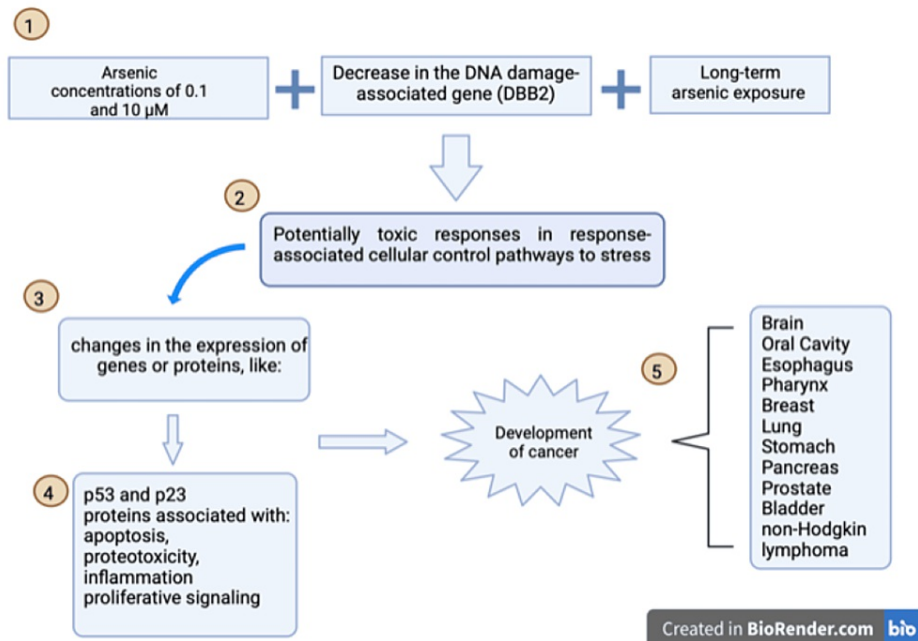 1
Arsenic
concentrations of 0.1
and 10 µM
Decrease in the DNA damage-
associated gene (DBB2)
Long-term
arsenic exposure
2
Potentially toxic responses in response-
associated cellular control pathways to stress
3
changes in the expression of
genes or proteins, like:
4
p53 and p23
proteins associated with:
apoptosis,
proteotoxicity,
inflammation
proliferative signaling
Development
of cancer
5
Brain
Oral Cavity
Esophagus
Pharynx
Breast
Lung
Stomach
Pancreas
Prostate
Bladder
non-Hodgkin
lymphoma
Created in BioRender.com bio